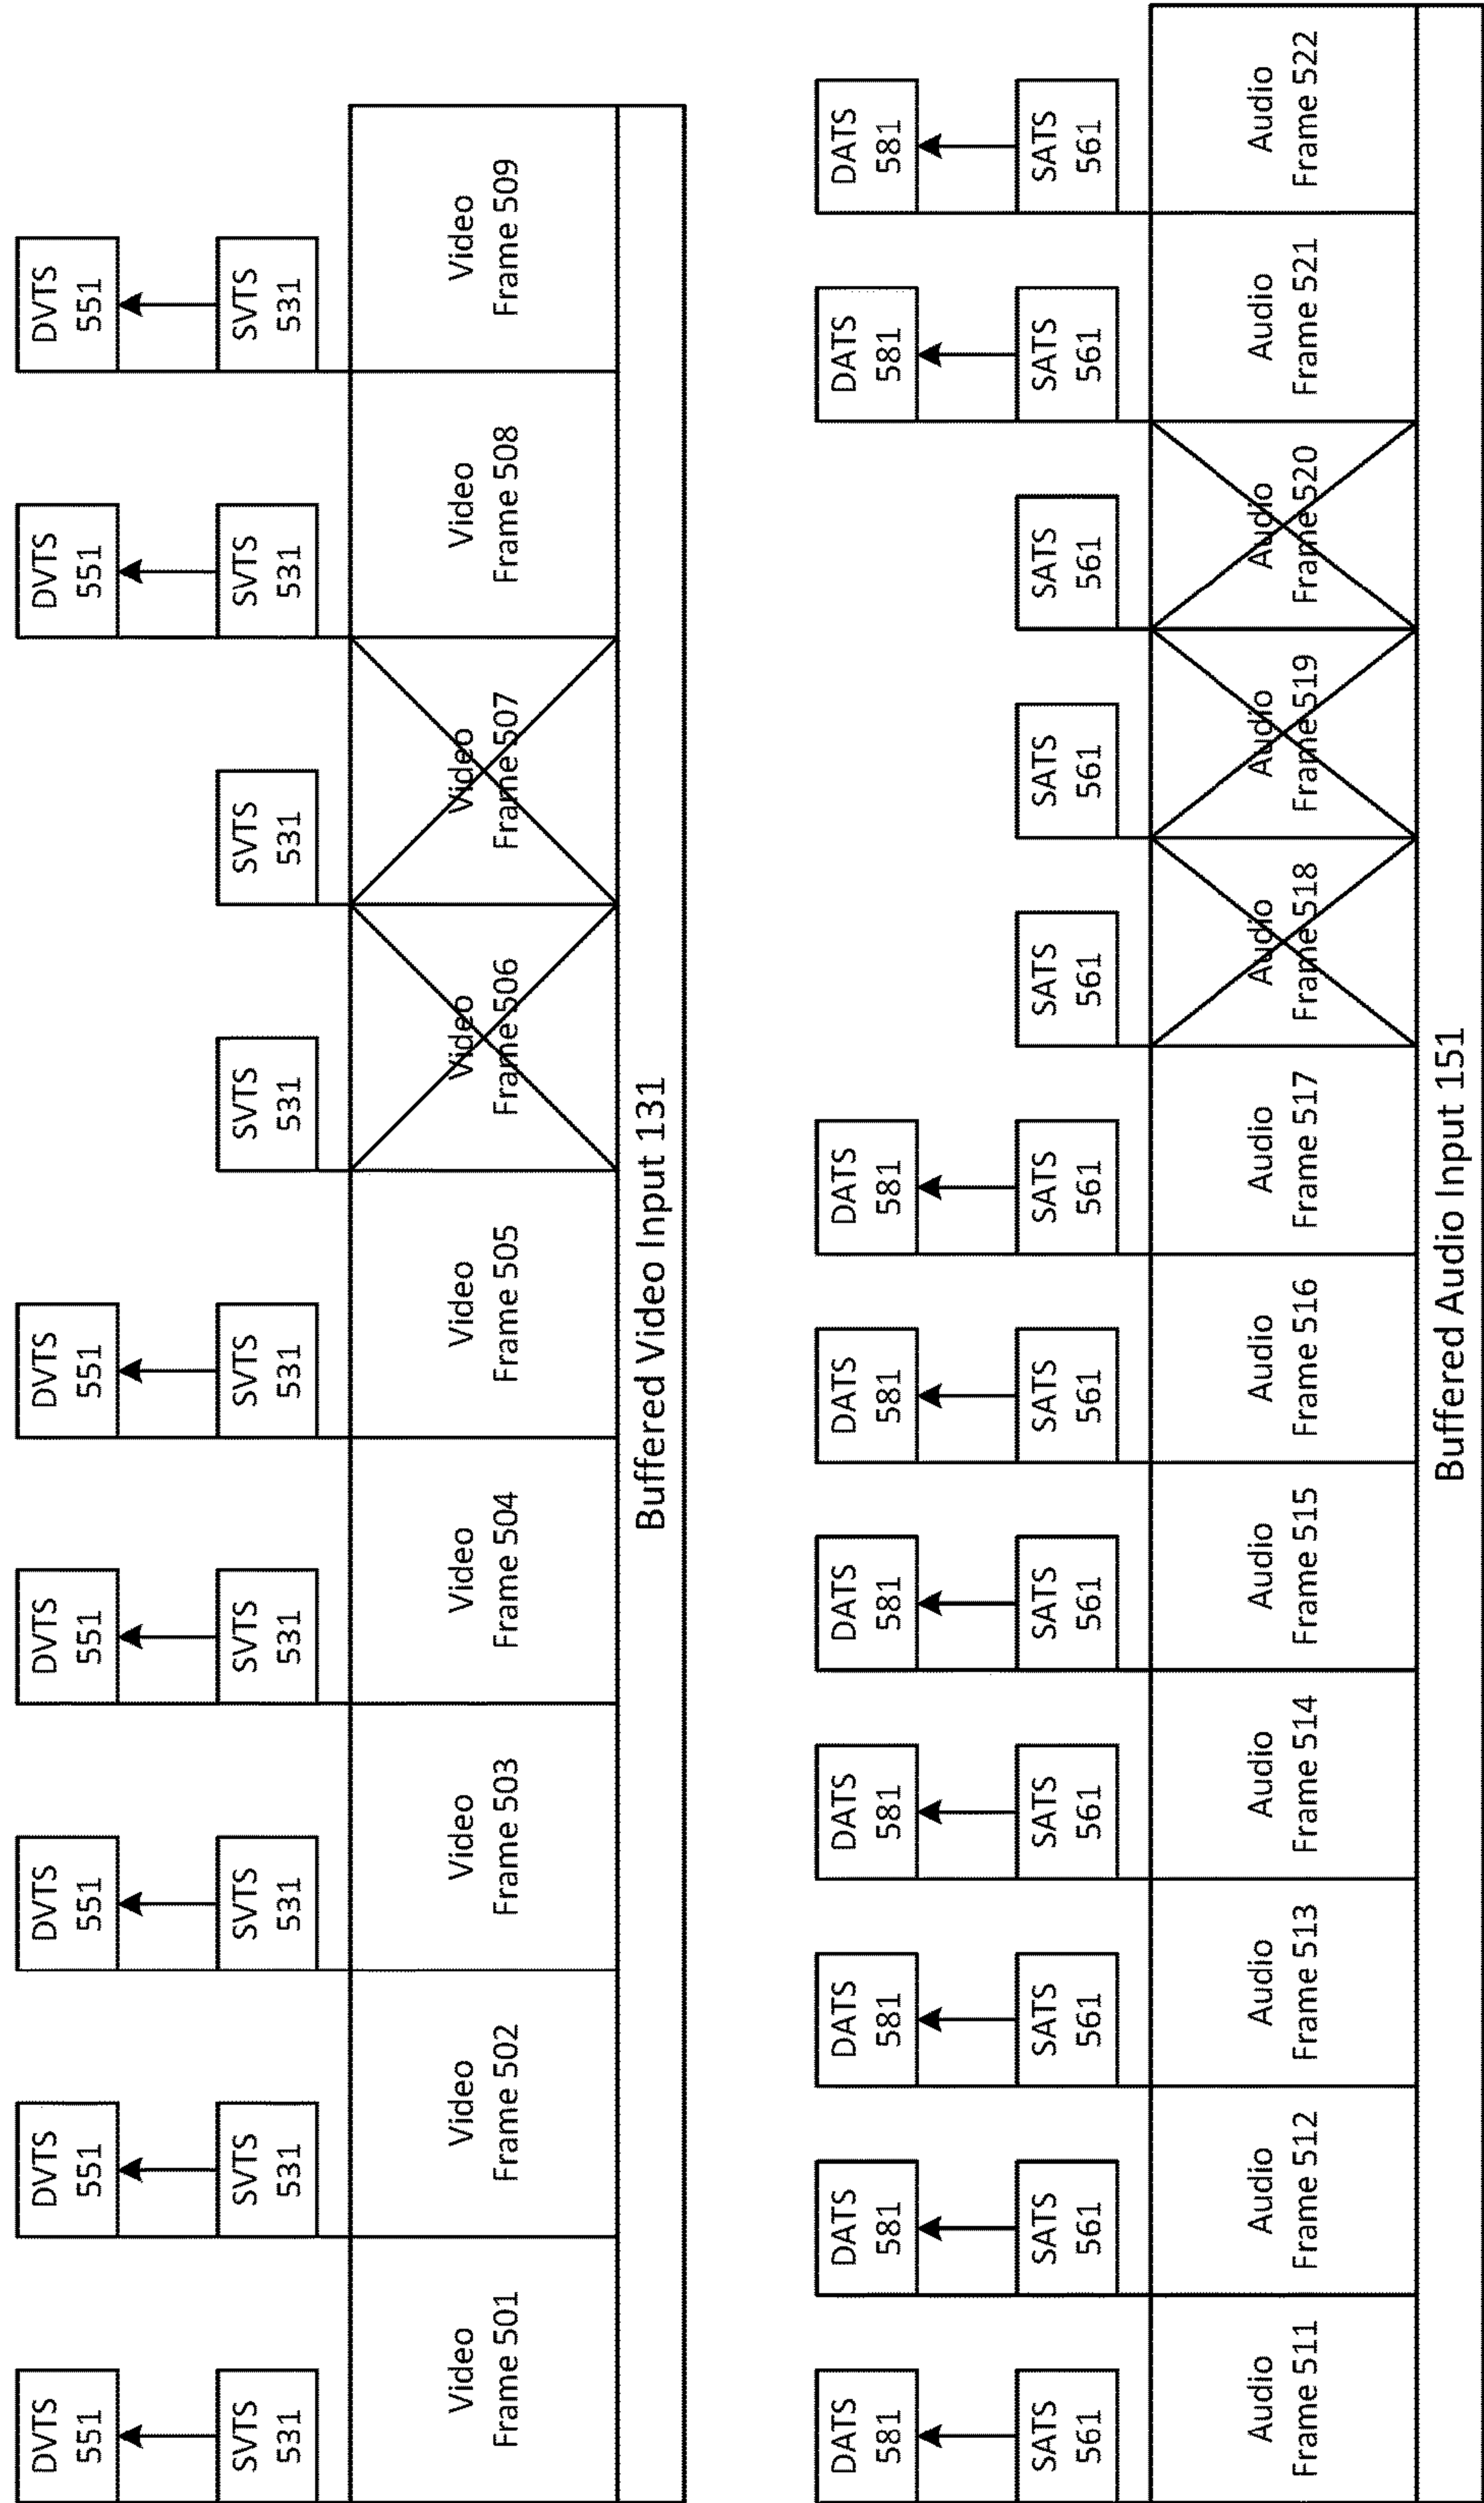 DVTS
551
DVTS
551
DVTS
551
DVTS
551
DVTS
551
DVTS
551
DVTS
551
SVTS
531
SVTS
531
SVTS
531
SVTS
531
SVTS
531
SVTS
531
SVTS
531
SVTS
531
SVTS
531
Video
Frame 501
Video
Frame 502
Video
Frame 503
Video
Frame 504
Video
Frame 505
Video
Frame 506
Video
Frame 507
Video
Frame 508
Video
Frame 509
Buffered Video Input 131
DATS
581
DATS
581
DATS
581
DATS
581
DATS
581
DATS
581
DATS
581
DATS
581
DATS
581
SATS
561
SATS
561
SATS
561
SATS
561
SATS
561
SATS
561
SATS
561
SATS
561
SATS
561
SATS
561
SATS
561
SATS
561
Audio
Frame 511
Audio
Frame 512
Audio
Frame 513
Audio
Frame 514
Audio
Frame 515
Audio
Frame 516
Audio
Frame 517
Audio
Frame 518
Audio
Frame 519
Audio
Frame 520
Audio
Frame 521
Audio
Frame 522
Buffered Audio Input 151